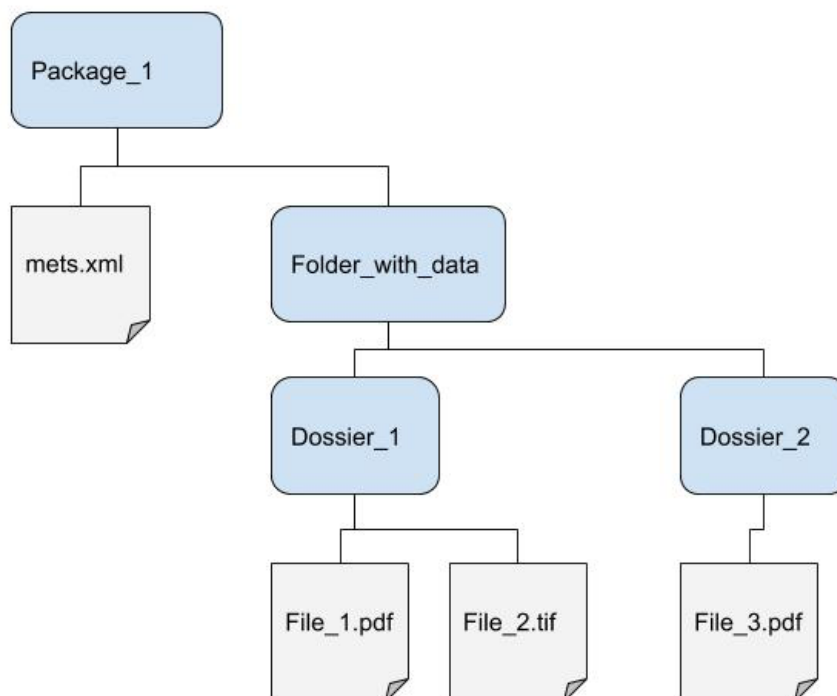 Package_1
mets.xml
Folder_with_data
Dossier_1
Dossier_2
File_1.pdf
File_2.tif
File_3.pdf